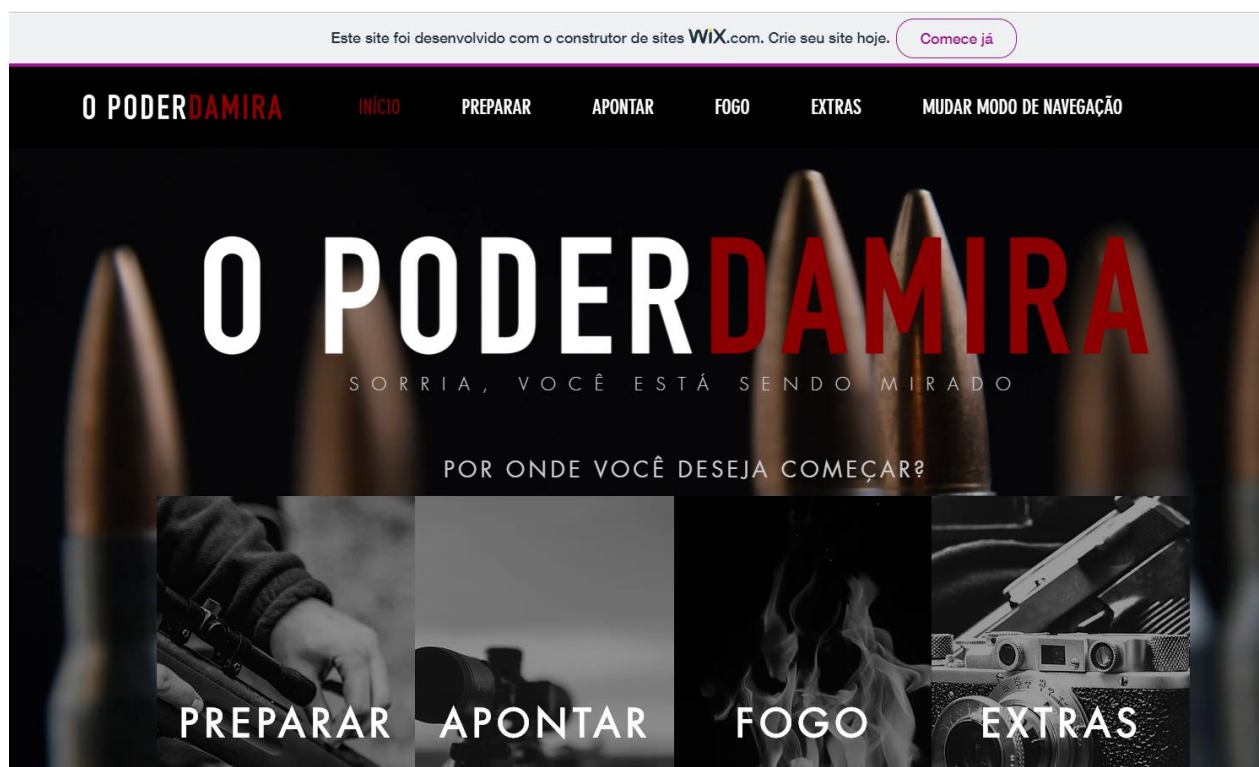 Este site foi desenvolvido com o construtor de sites WiX.com. Crie seu site hoje. Comece já
O PODERDAMIRA INÍCIO PREPARAR APONTAR FOGO EXTRAS MUDAR MODO DE NAVEGAÇÃO
O PODERDAMIRA
SORRIA, VOCÊ ESTÁ SENDO MIRADO
POR ONDE VOCÊ DESEJA COMEÇAR?
PREPARAR APONTAR FOGO EXTRAS